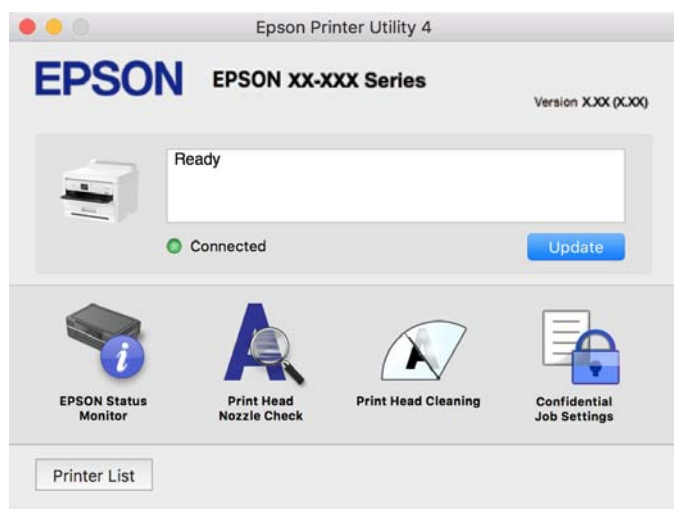 Epson Printer Utility 4
EPSON
EPSON XX-XXX Series
Version X.XX (X.XX)
Ready
Connected
Update
EPSON Status
Monitor
Print Head
Nozzle Check
Print Head Cleaning
Confidential
Job Settings
Printer List